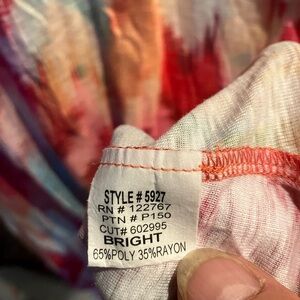 STYLE # 5927
RN # 122767
PTN # P150
CUT# 602995
BRIGHT
65%POLY 35%RAYON